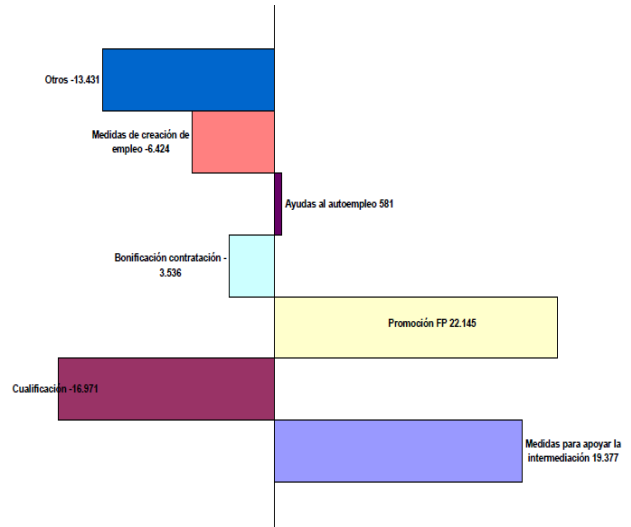 Otros -13.431
Medidas de creación de
empleo -6.424
Ayudas al autoempleo 581
Bonificación contratación -
3.536
Promoción FP 22.145
Cualificación -16.971
Medidas para apoyar la
intermediación 19.377